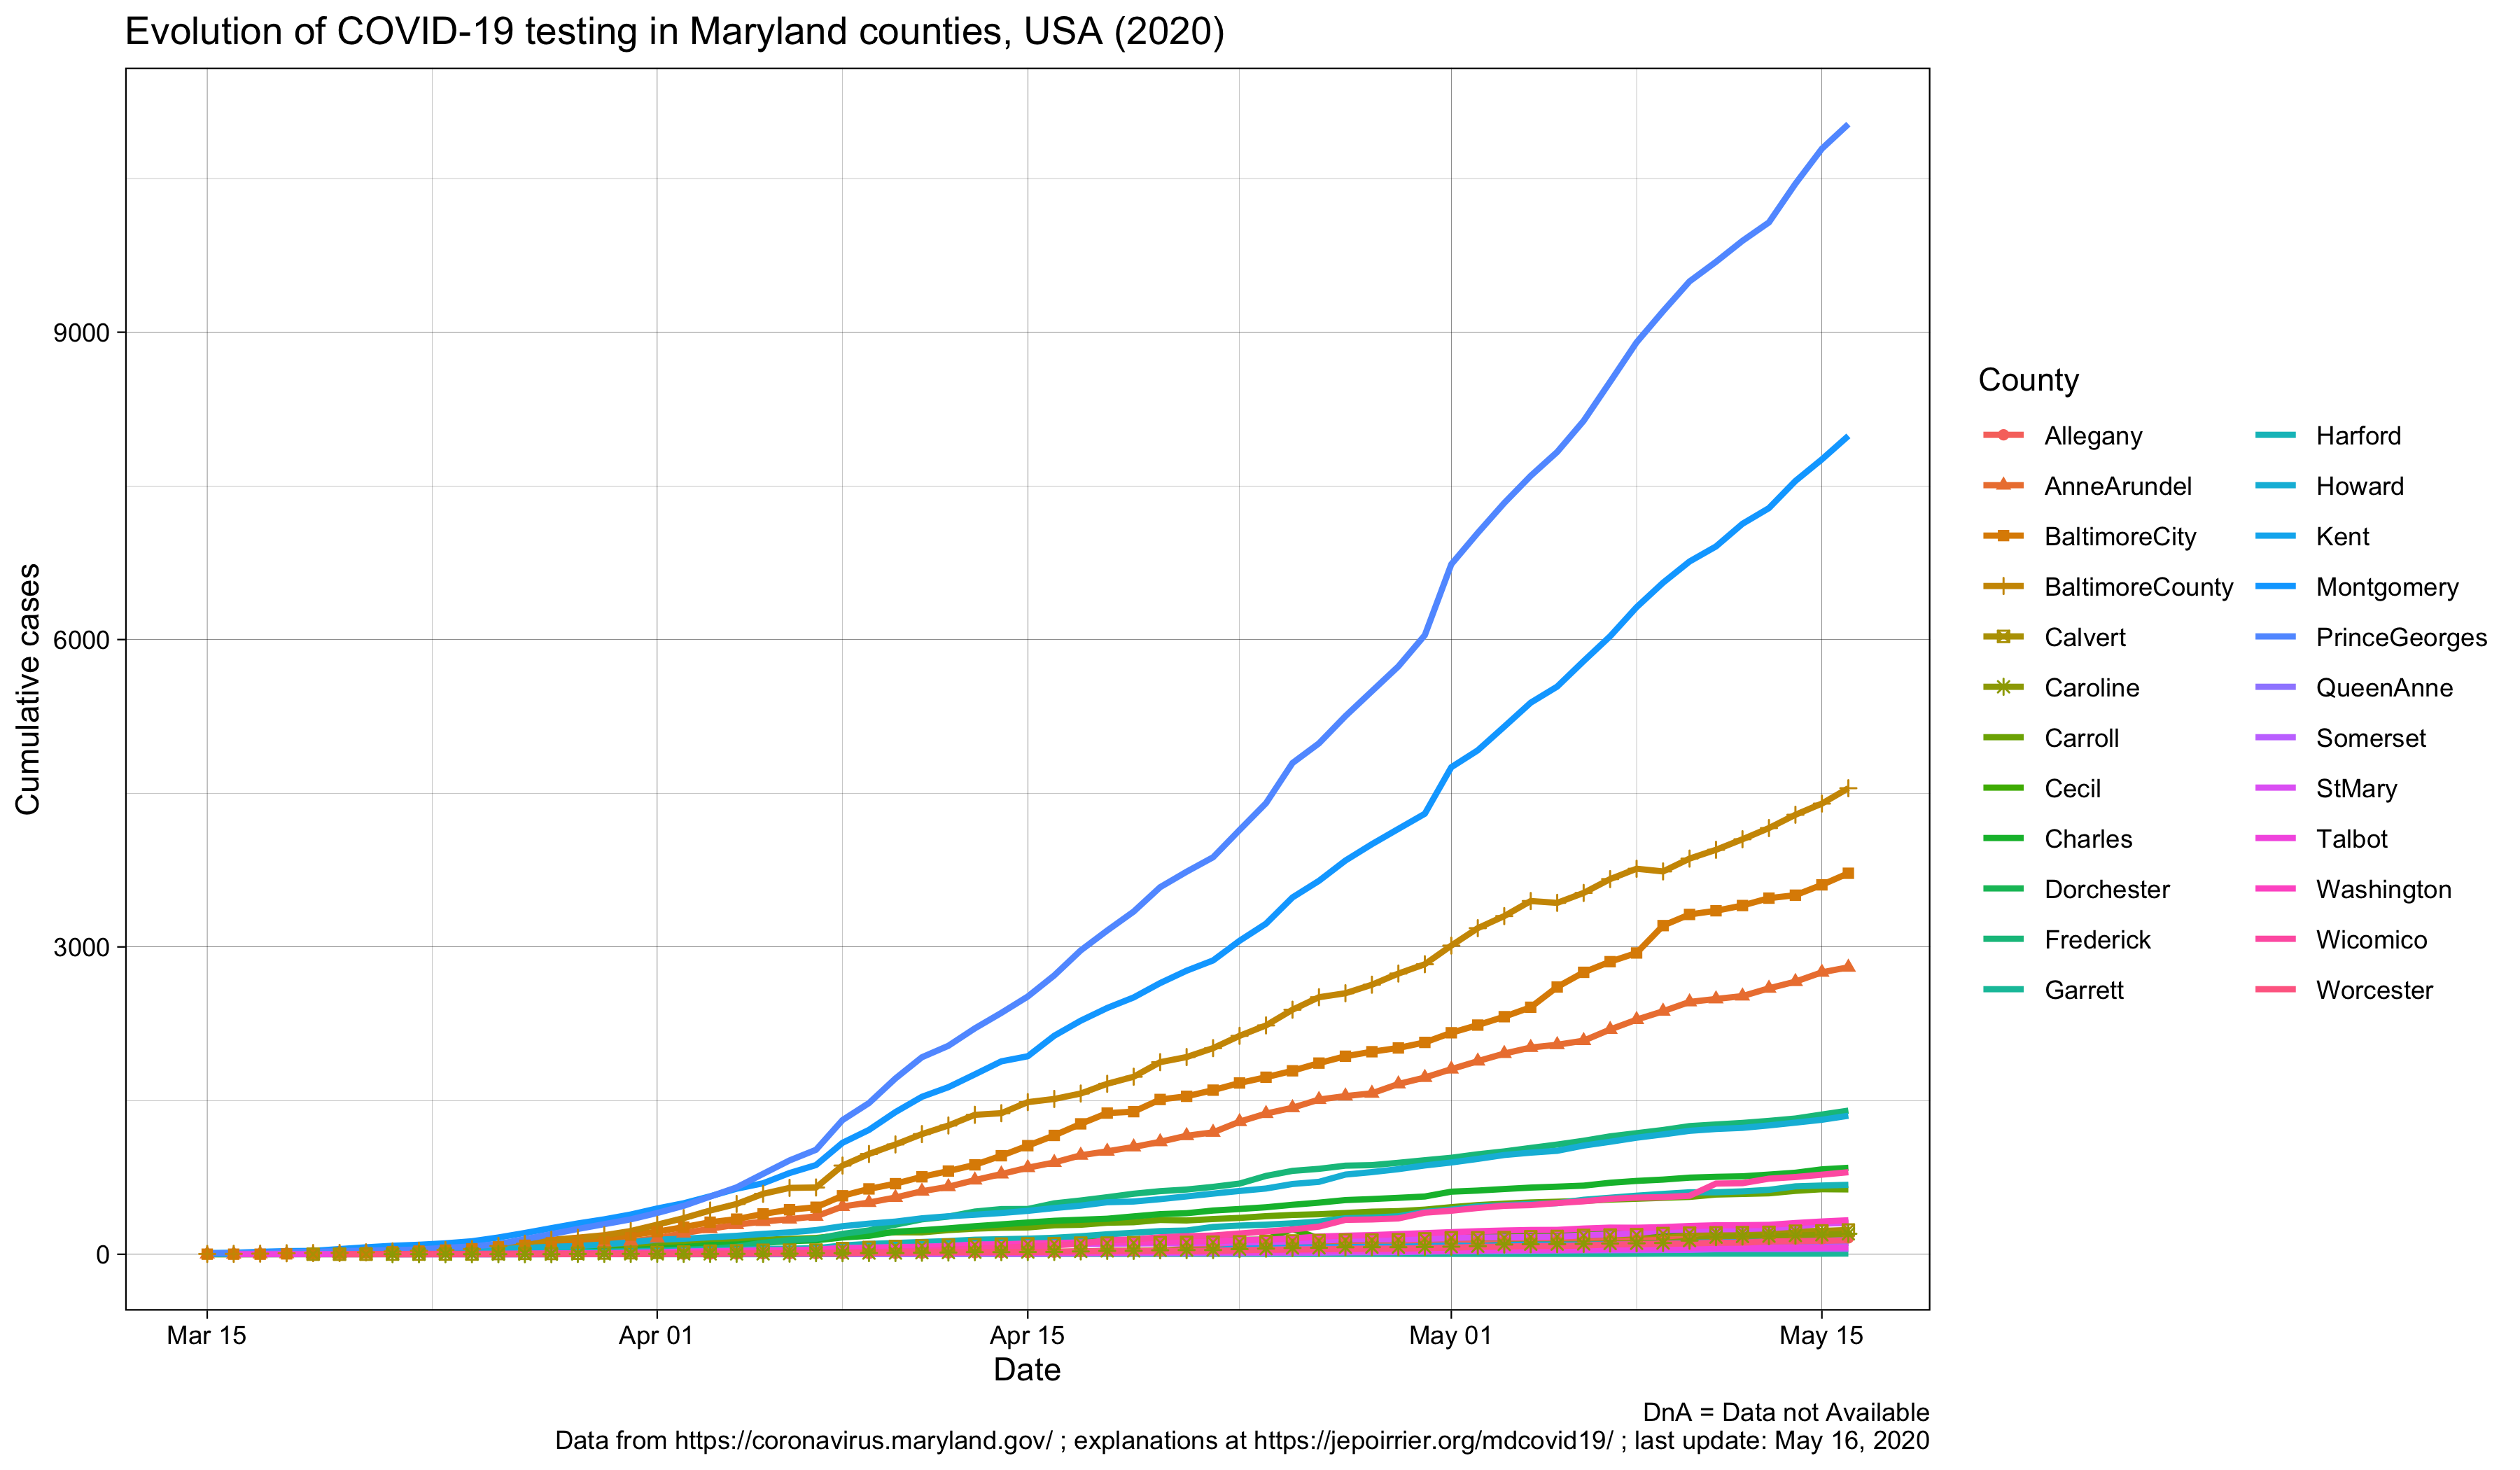 Evolution of COVID-19 testing in Maryland counties, USA (2020)
Cumulative cases
9000
6000
3000
0
Mar 15
Apr 01
Apr 15
May 01
May 15
Date
County
Allegany
AnneArundel
BaltimoreCity
BaltimoreCounty
Calvert
Caroline
Carroll
Cecil
Charles
Dorchester
Frederick
Garrett
Harford
Howard
Kent
Montgomery
PrinceGeorges
QueenAnne
Somerset
StMary
Talbot
Washington
Wicomico
Worcester
DnA = Data not Available
Data from https://coronavirus.maryland.gov/ ; explanations at https://jepoirrier.org/mdcovid19/ ; last update: May 16, 2020